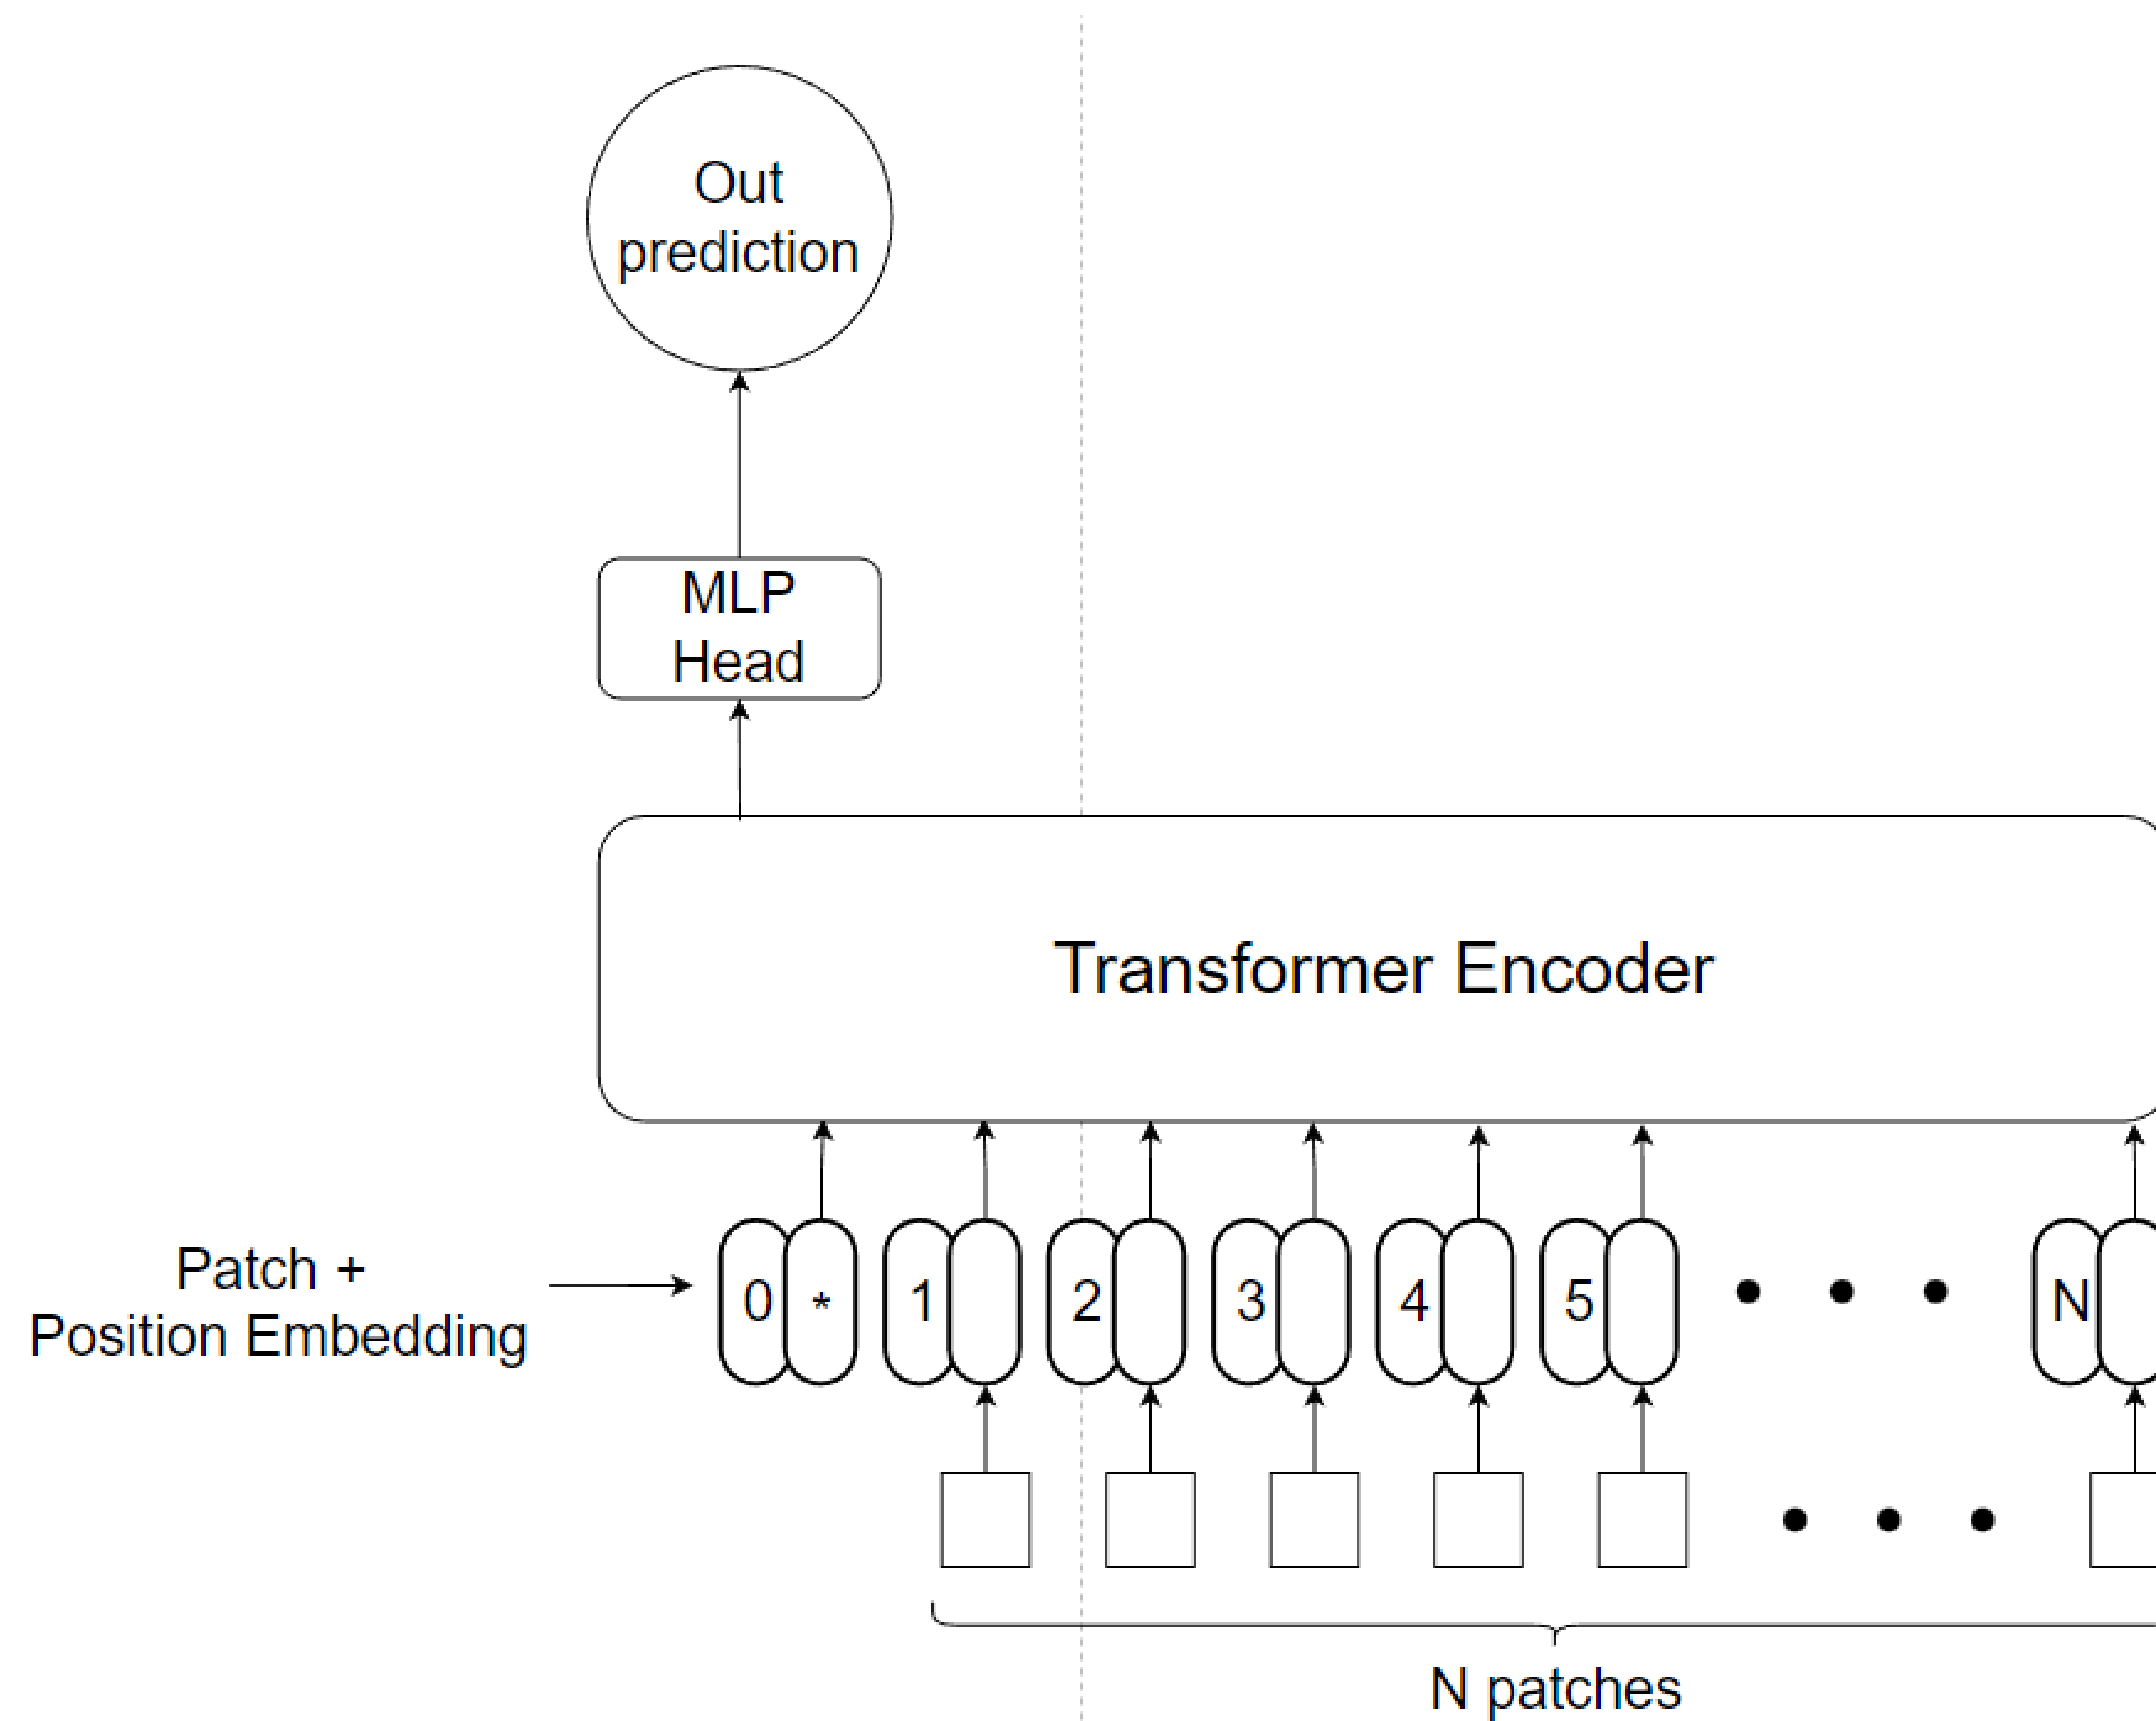 Out
prediction
MLP
Head
Transformer Encoder
Patch +
Position Embedding
0 * 1 2 3 4 5 N
N patches